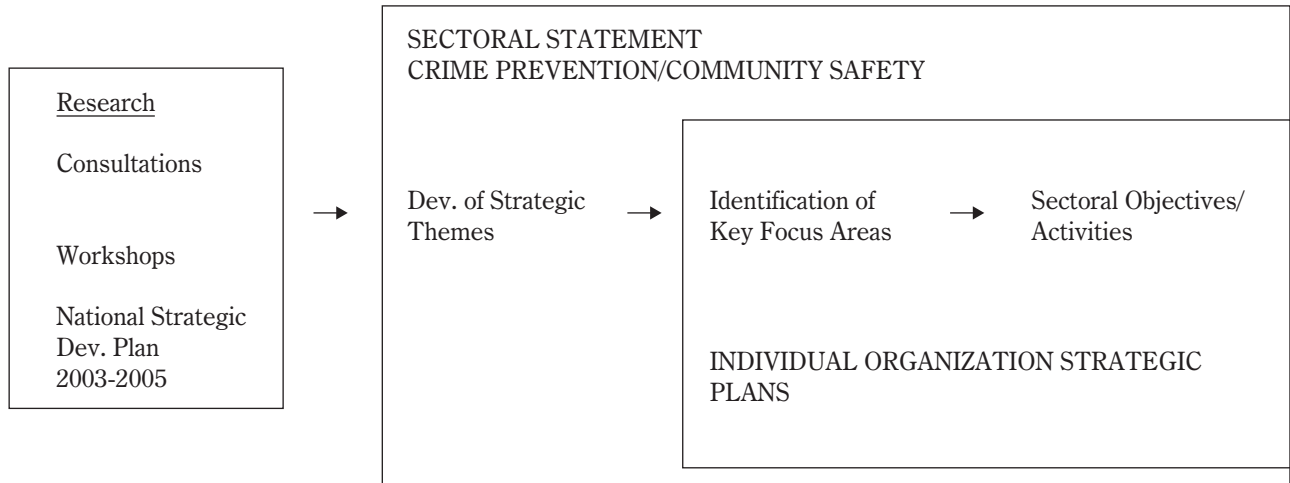 Research
Consultations
Workshops
National Strategic
Dev. Plan
2003-2005
→
SECTORAL STATEMENT
CRIME PREVENTION/COMMUNITY SAFETY
Dev. of Strategic
Themes
→
Identification of
Key Focus Areas
→
Sectoral Objectives/
Activities
INDIVIDUAL ORGANIZATION STRATEGIC
PLANS